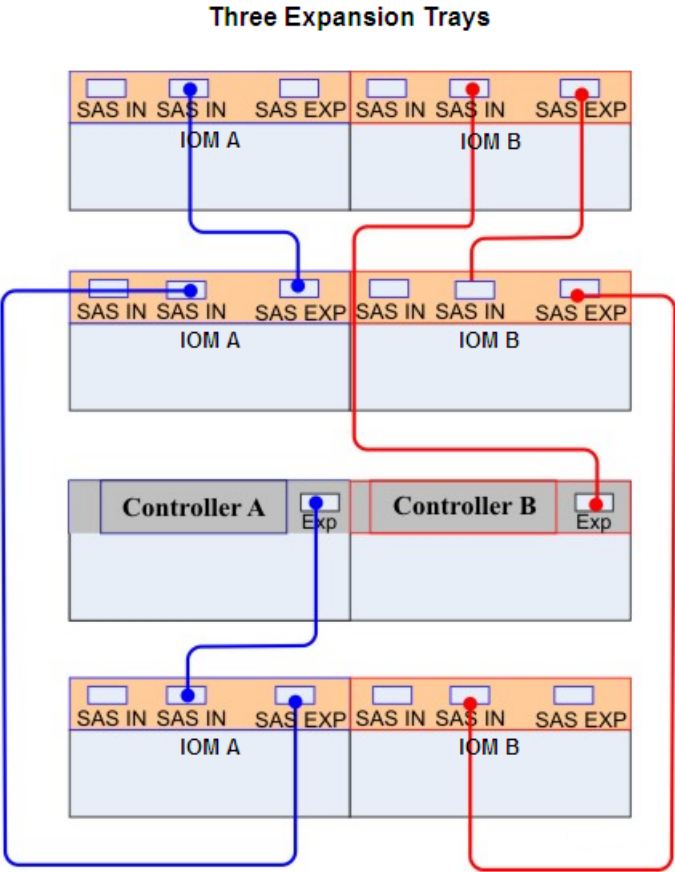 Three Expansion Trays
SAS IN SAS IN SAS EXP SAS IN SAS IN SAS EXP
IOM A IOM B
SAS IN SAS IN SAS EXP SAS IN SAS IN SAS EXP
IOM A IOM B
Controller A Exp Controller B Exp
SAS IN SAS IN SAS EXP SAS IN SAS IN SAS EXP
IOM A IOM B